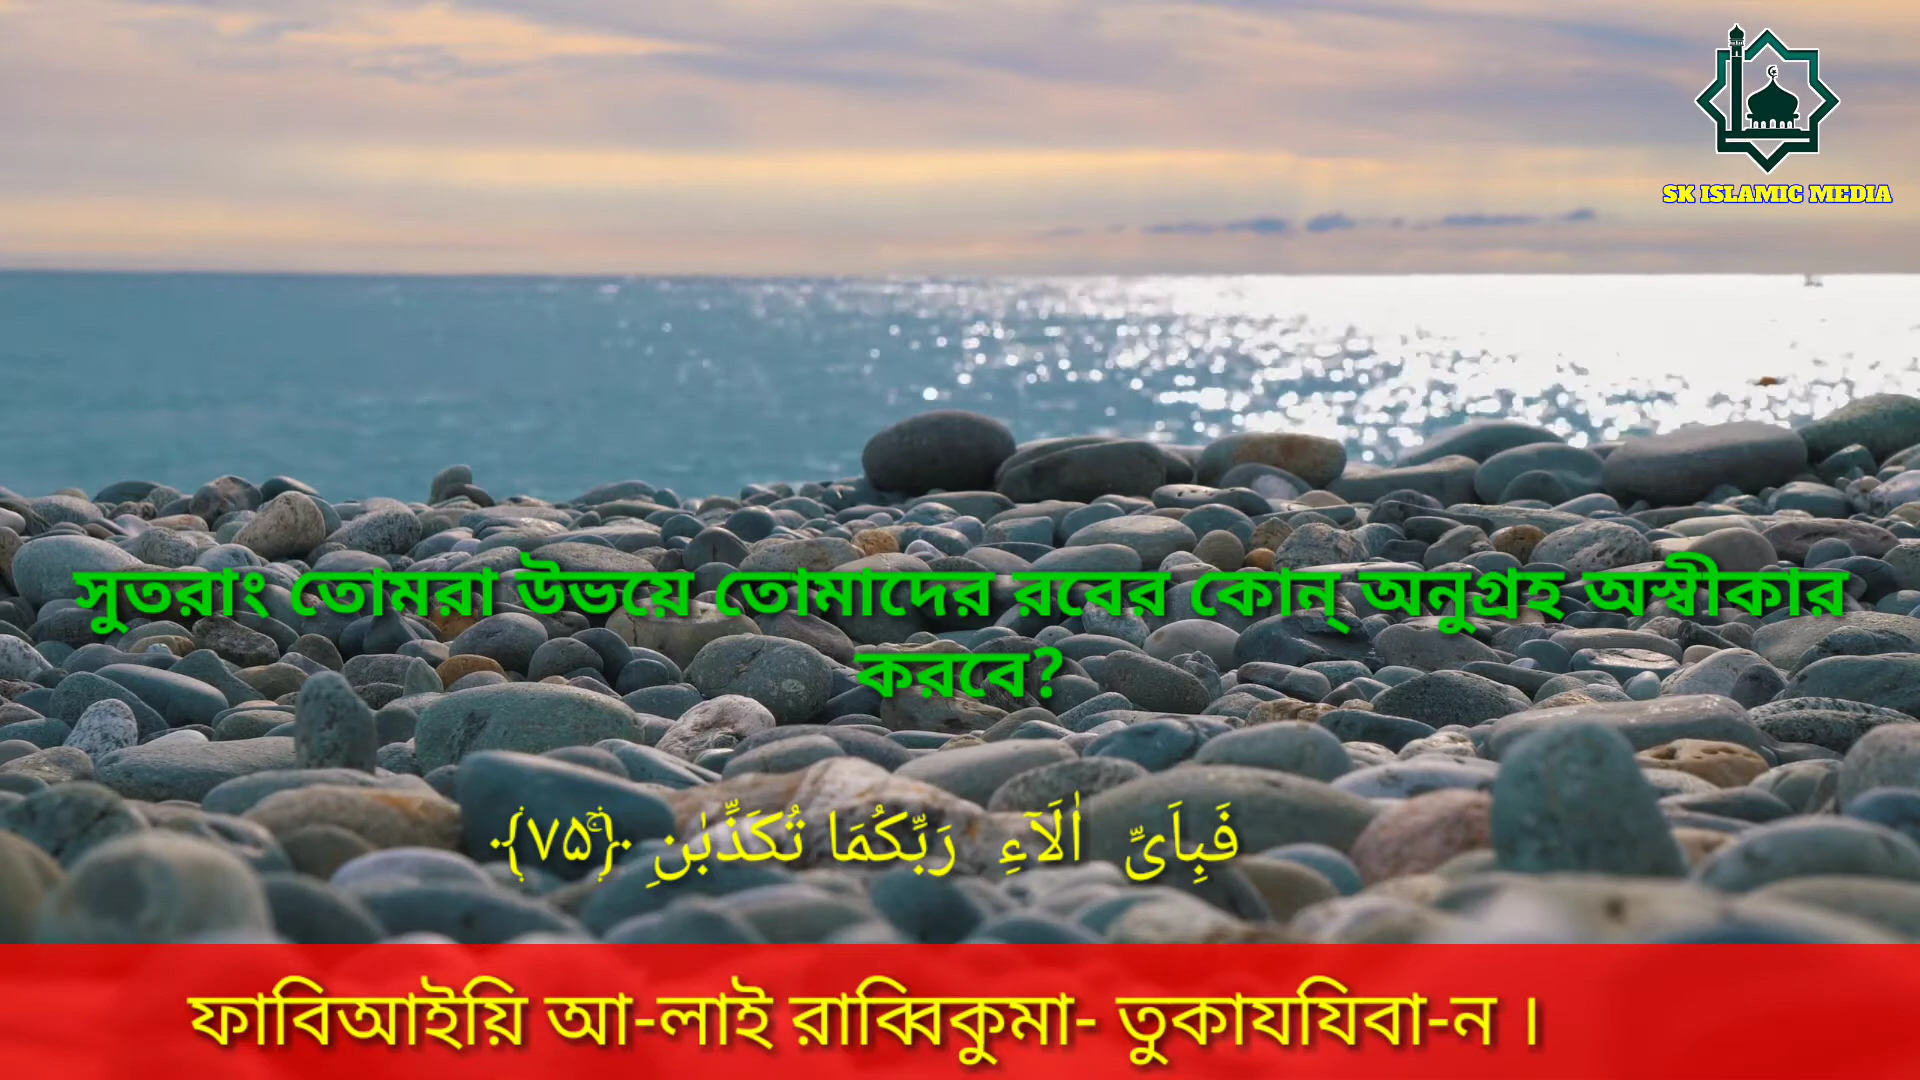 SK ISLAMIC MEDIA
সুতরাং তোমরা উভয়ে তোমাদের রবের কোন্ অনুগ্রহ অস্বীকার
করবে?
فَبِاَىِّ اٰلَآءِ رَبِّكُمَا تُكَذِّبٰنِ ﴿ۚ۷۵﴾
ফাবিআইয়ি আ-লাই রাব্বিকুমা- তুকাযযিবা-ন ।